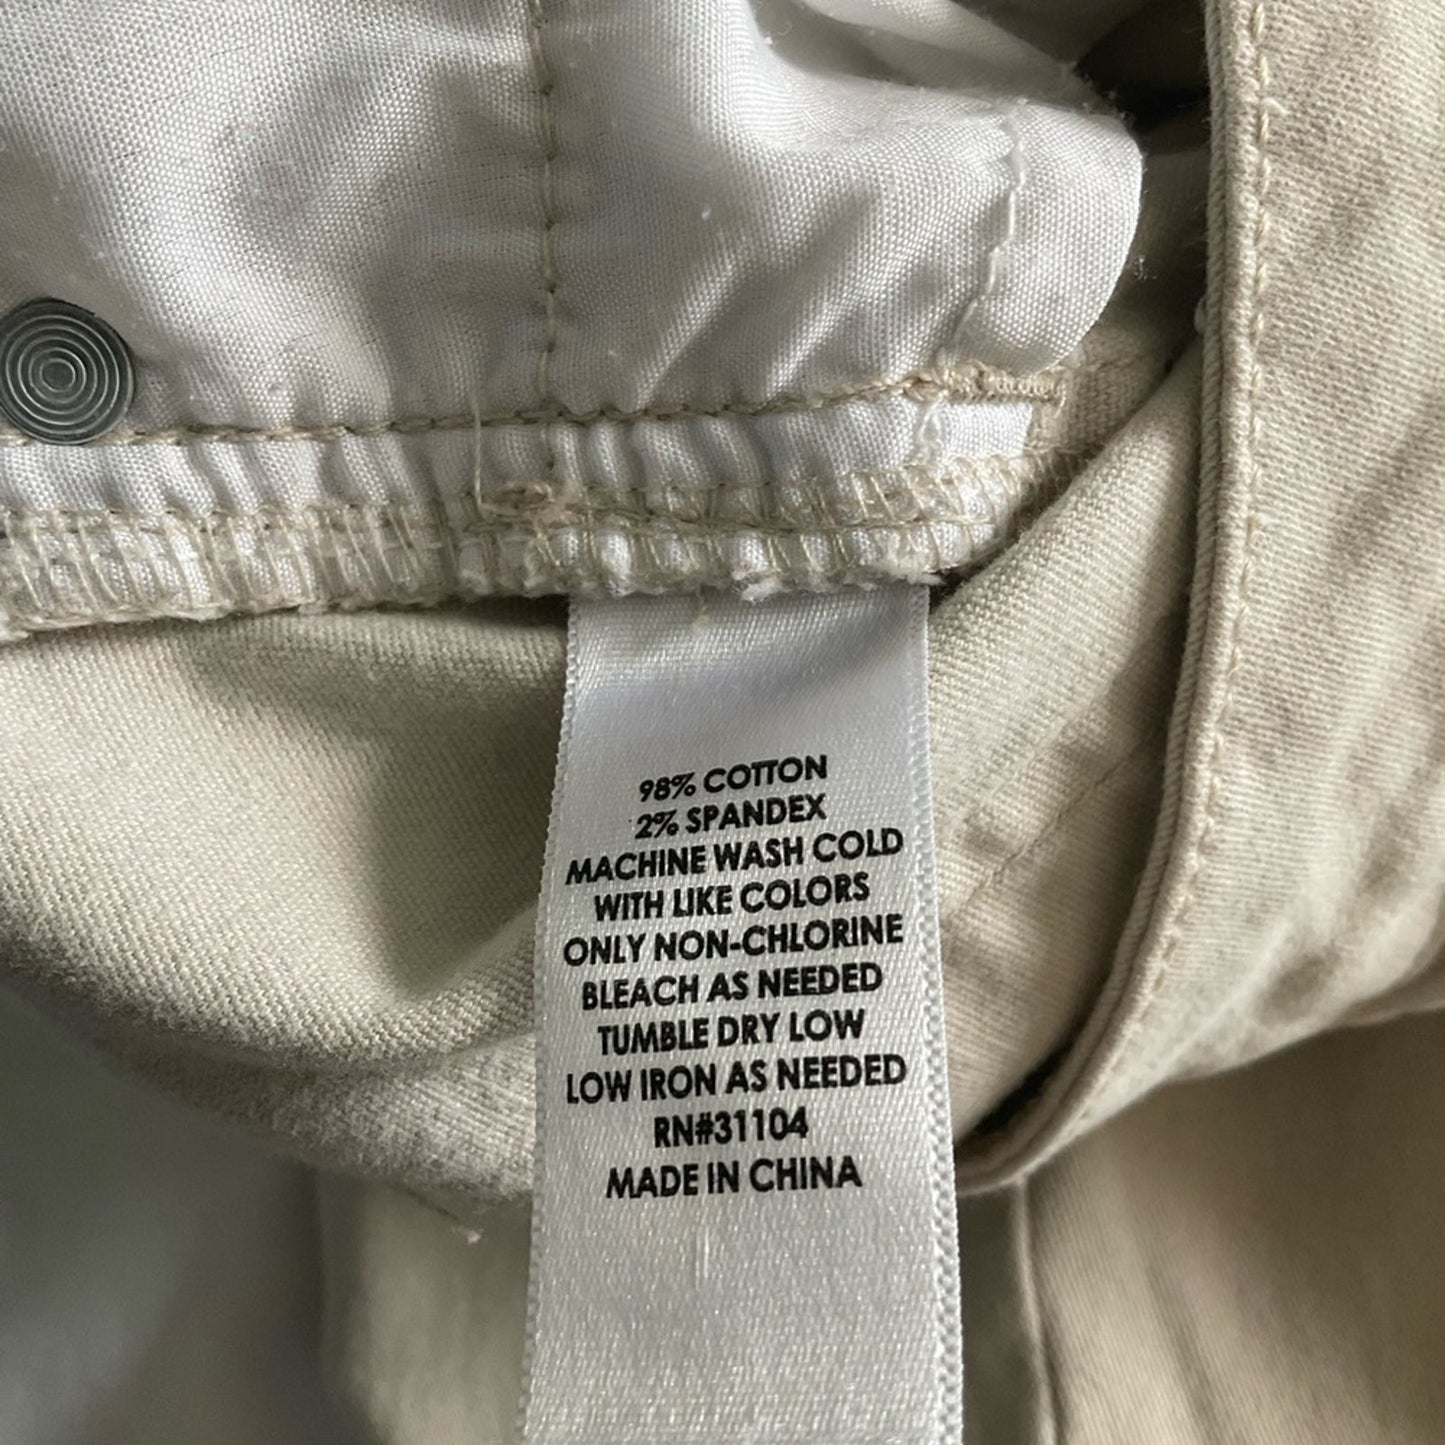 98% COTTON
2% SPANDEX
MACHINE WASH COLD
WITH LIKE COLORS
ONLY NON-CHLORINE
BLEACH AS NEEDED
TUMBLE DRY LOW
LOW IRON AS NEEDED
RN#31104
MADE IN CHINA